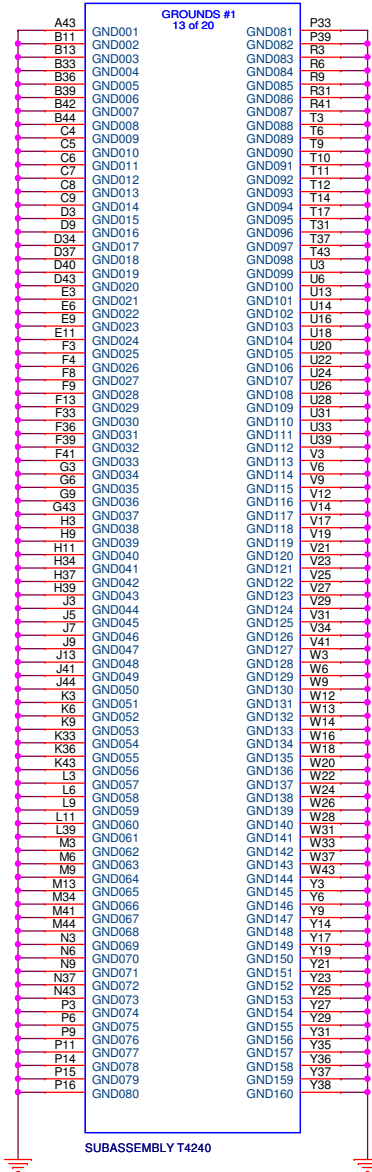 GROUNDS #1
13 of 20
A43 GND001 GND081 P33
B11 GND002 GND082 P39
B13 GND003 GND083 R3
B33 GND004 GND084 R6
B36 GND005 GND085 R9
B39 GND006 GND086 R31
B42 GND007 GND087 R41
B44 GND008 GND088 T3
C4 GND009 GND089 T6
C5 GND010 GND090 T9
C6 GND011 GND091 T10
C7 GND012 GND092 T11
C8 GND013 GND093 T12
C9 GND014 GND094 T14
D3 GND015 GND095 T17
D9 GND016 GND096 T31
D34 GND017 GND097 T37
D37 GND018 GND098 T43
D40 GND019 GND099 U3
D43 GND020 GND100 U6
E3 GND021 GND101 U13
E6 GND022 GND102 U14
E9 GND023 GND103 U16
E11 GND024 GND104 U18
F3 GND025 GND105 U20
F4 GND026 GND106 U22
F8 GND027 GND107 U24
F9 GND028 GND108 U26
F13 GND029 GND109 U28
F33 GND030 GND110 U31
F36 GND031 GND111 U33
F39 GND032 GND112 U39
F41 GND033 GND113 V3
G3 GND034 GND114 V6
G6 GND035 GND115 V9
G9 GND036 GND116 V12
G43 GND037 GND117 V14
H3 GND038 GND118 V17
H9 GND039 GND119 V19
H11 GND040 GND120 V21
H34 GND041 GND121 V23
H37 GND042 GND122 V25
H39 GND043 GND123 V27
J3 GND044 GND124 V29
J5 GND045 GND125 V31
J7 GND046 GND126 V34
J9 GND047 GND127 V41
J13 GND048 GND128 W3
J41 GND049 GND129 W6
J44 GND050 GND130 W9
K3 GND051 GND131 W12
K6 GND052 GND132 W13
K9 GND053 GND133 W14
K33 GND054 GND134 W16
K36 GND055 GND135 W18
K43 GND056 GND136 W20
L3 GND057 GND137 W22
L6 GND058 GND138 W24
L9 GND059 GND139 W26
L11 GND060 GND140 W28
L39 GND061 GND141 W31
M3 GND062 GND142 W33
M6 GND063 GND143 W37
M9 GND064 GND144 W43
M13 GND065 GND145 Y3
M34 GND066 GND146 Y6
M41 GND067 GND147 Y9
M44 GND068 GND148 Y14
N3 GND069 GND149 Y17
N6 GND070 GND150 Y19
N9 GND071 GND151 Y21
N37 GND072 GND152 Y23
N43 GND073 GND153 Y25
P3 GND074 GND154 Y27
P6 GND075 GND155 Y29
P9 GND076 GND156 Y31
P11 GND077 GND157 Y35
P14 GND078 GND158 Y36
P15 GND079 GND159 Y37
P16 GND080 GND160 Y38
SUBASSEMBLY T4240